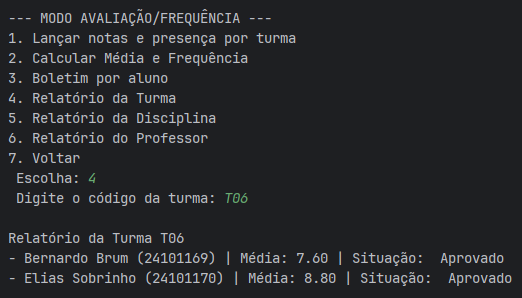 --- MODO AVALIAÇÃO/FREQUÊNCIA ---
1. Lançar notas e presença por turma
2. Calcular Média e Frequência
3. Boletim por aluno
4. Relatório da Turma
5. Relatório da Disciplina
6. Relatório do Professor
7. Voltar
Escolha: 4
Digite o código da turma: T06
Relatório da Turma T06
- Bernardo Brum (24101169) | Média: 7.60 | Situação:  Aprovado
- Elias Sobrinho (24101170) | Média: 8.80 | Situação:  Aprovado